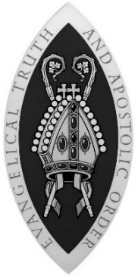 EVANGELICAL TRUTH
AND APOSTOLIC ORDER